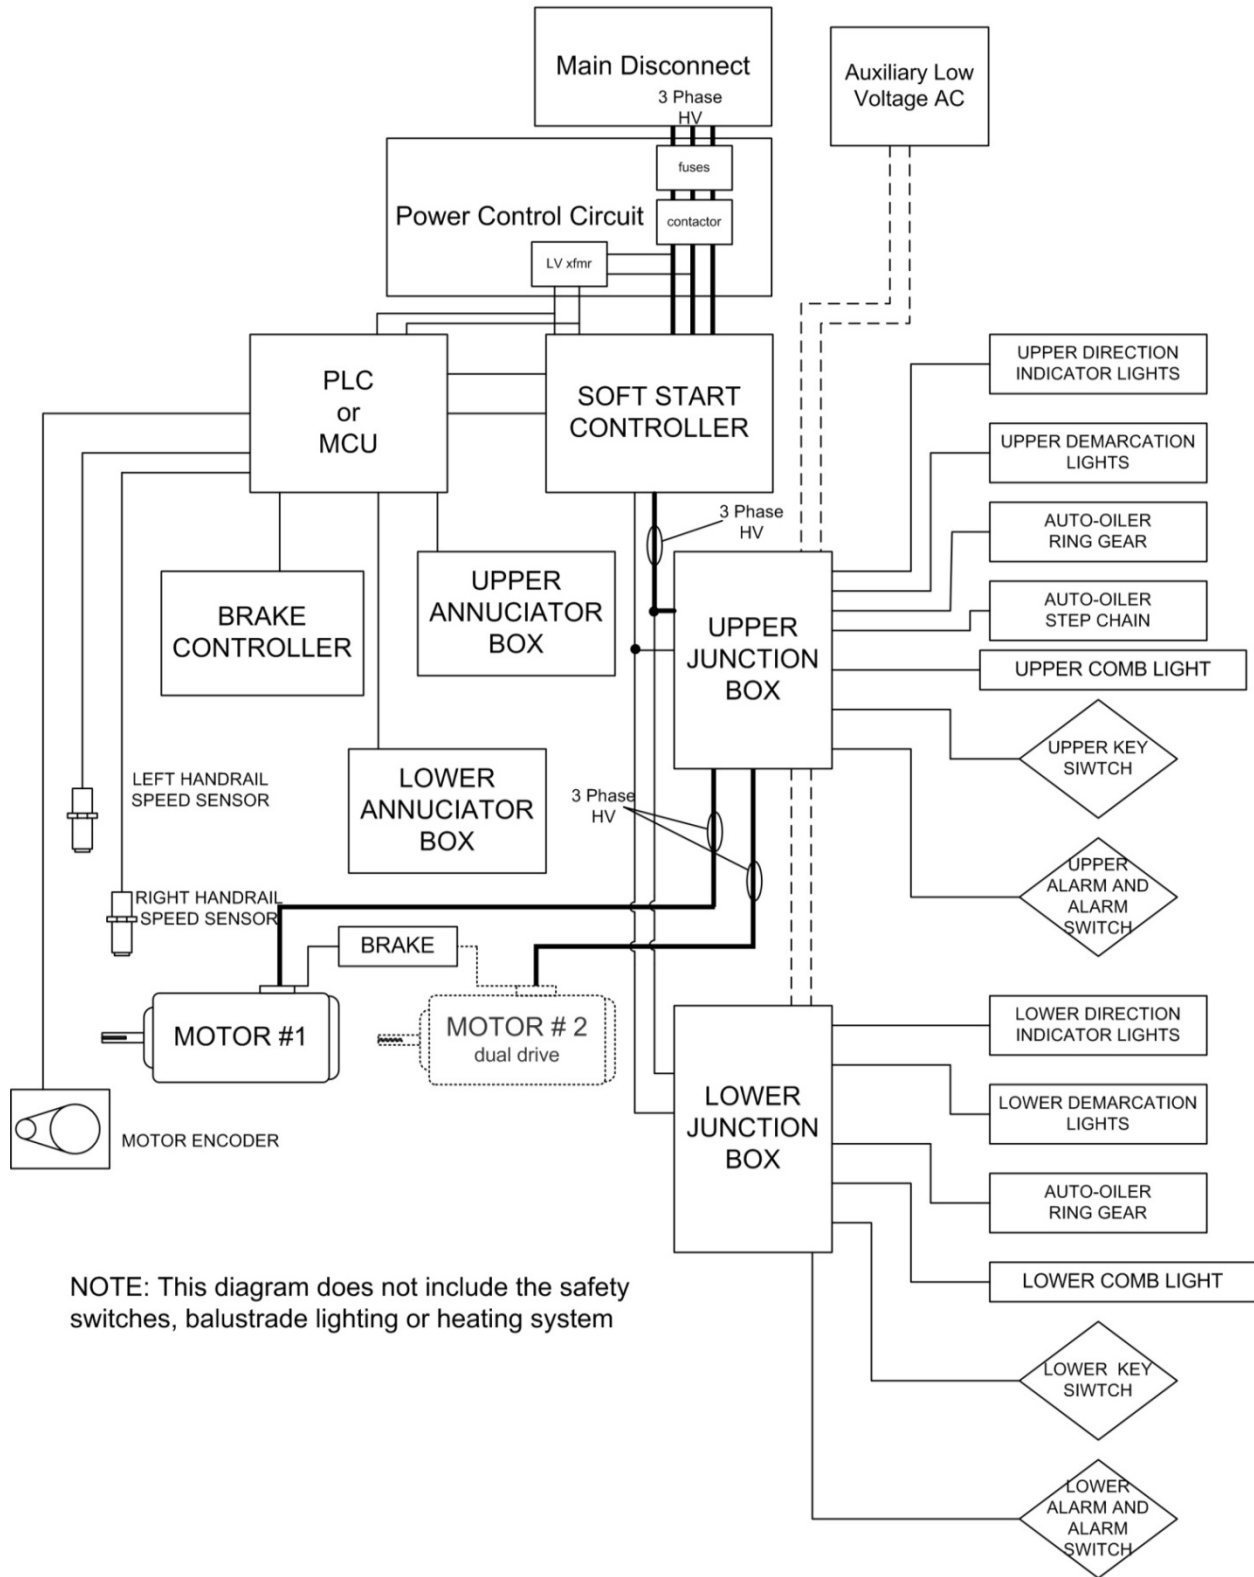 Main Disconnect
3 Phase
HV
Auxiliary Low
Voltage AC
fuses
Power Control Circuit
contactor
LV xfmr
PLC
or
MCU
SOFT START
CONTROLLER
UPPER DIRECTION
INDICATOR LIGHTS
UPPER DEMARCATION
LIGHTS
3 Phase
HV
AUTO-OILER
RING GEAR
BRAKE
CONTROLLER
UPPER
ANNUCIATOR
BOX
UPPER
JUNCTION
BOX
AUTO-OILER
STEP CHAIN
UPPER COMB LIGHT
UPPER KEY
SIWTCH
LEFT HANDRAIL
SPEED SENSOR
LOWER
ANNUCIATOR
BOX
3 Phase
HV
UPPER
ALARM AND
ALARM
SWITCH
RIGHT HANDRAIL
SPEED SENSOR
BRAKE
MOTOR #1
MOTOR # 2
dual drive
LOWER DIRECTION
INDICATOR LIGHTS
LOWER
JUNCTION
BOX
LOWER DEMARCATION
LIGHTS
MOTOR ENCODER
AUTO-OILER
RING GEAR
LOWER COMB LIGHT
NOTE: This diagram does not include the safety
switches, balustrade lighting or heating system
LOWER KEY
SIWTCH
LOWER
ALARM AND
ALARM
SWITCH